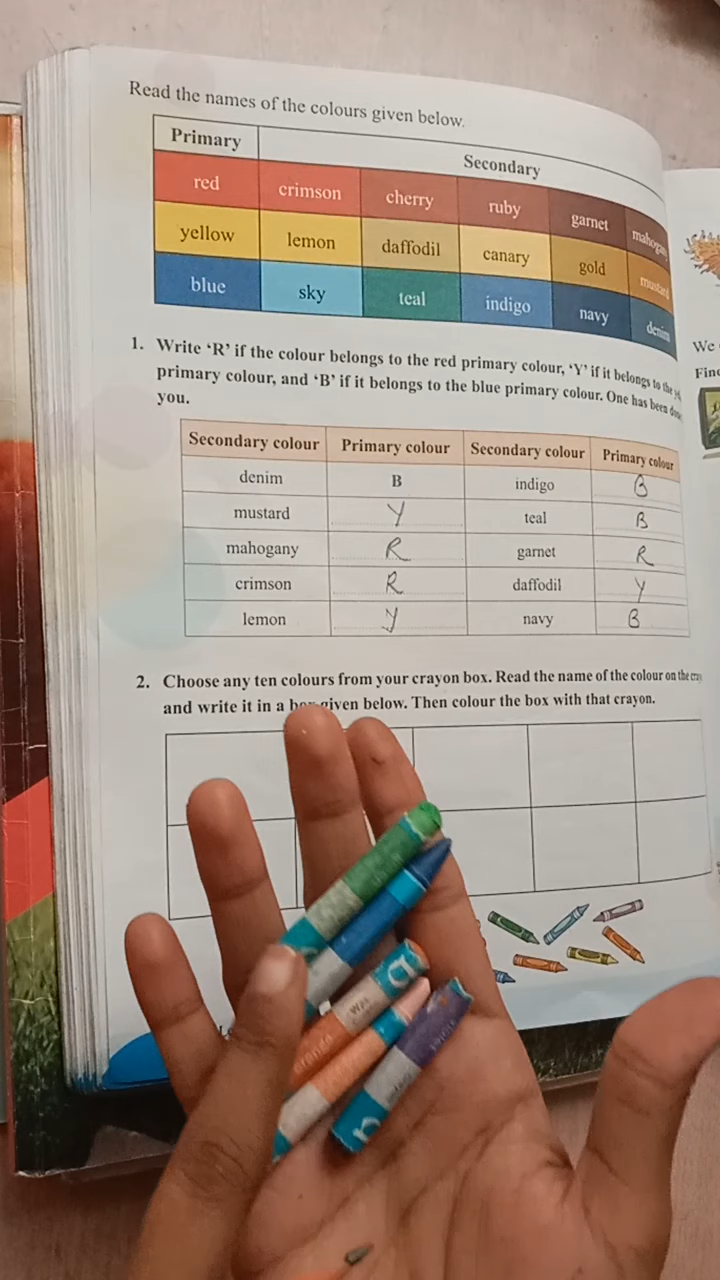 Read the names of the colours given below.
Primary Secondary
red crimson cherry ruby garnet mahogany
yellow lemon daffodil canary gold mustard
blue sky teal indigo navy denim
1. Write ‘R’ if the colour belongs to the red primary colour, ‘Y’ if it belongs to the
primary colour, and ‘B’ if it belongs to the blue primary colour. One has been
you.
Secondary colour Primary colour Secondary colour Primary colour
denim B indigo B
mustard Y teal B
mahogany R garnet R
crimson R daffodil Y
lemon Y navy B
2. Choose any ten colours from your crayon box. Read the name of the colour on the
and write it in a given below. Then colour the box with that crayon.
We